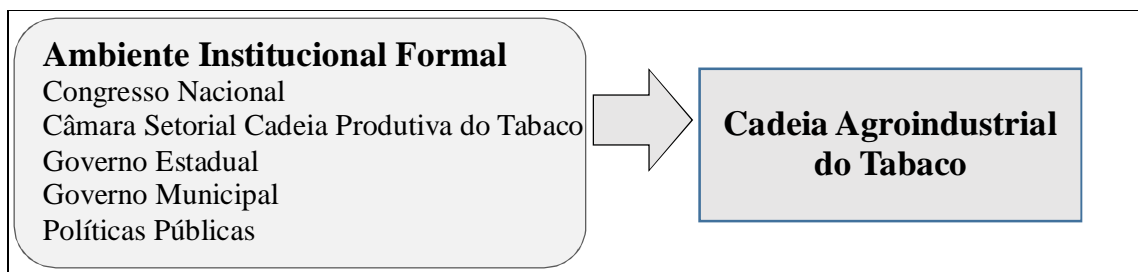 Ambiente Institucional Formal
Congresso Nacional
Câmara Setorial Cadeia Produtiva do Tabaco
Governo Estadual
Governo Municipal
Políticas Públicas
Cadeia Agroindustrial
do Tabaco